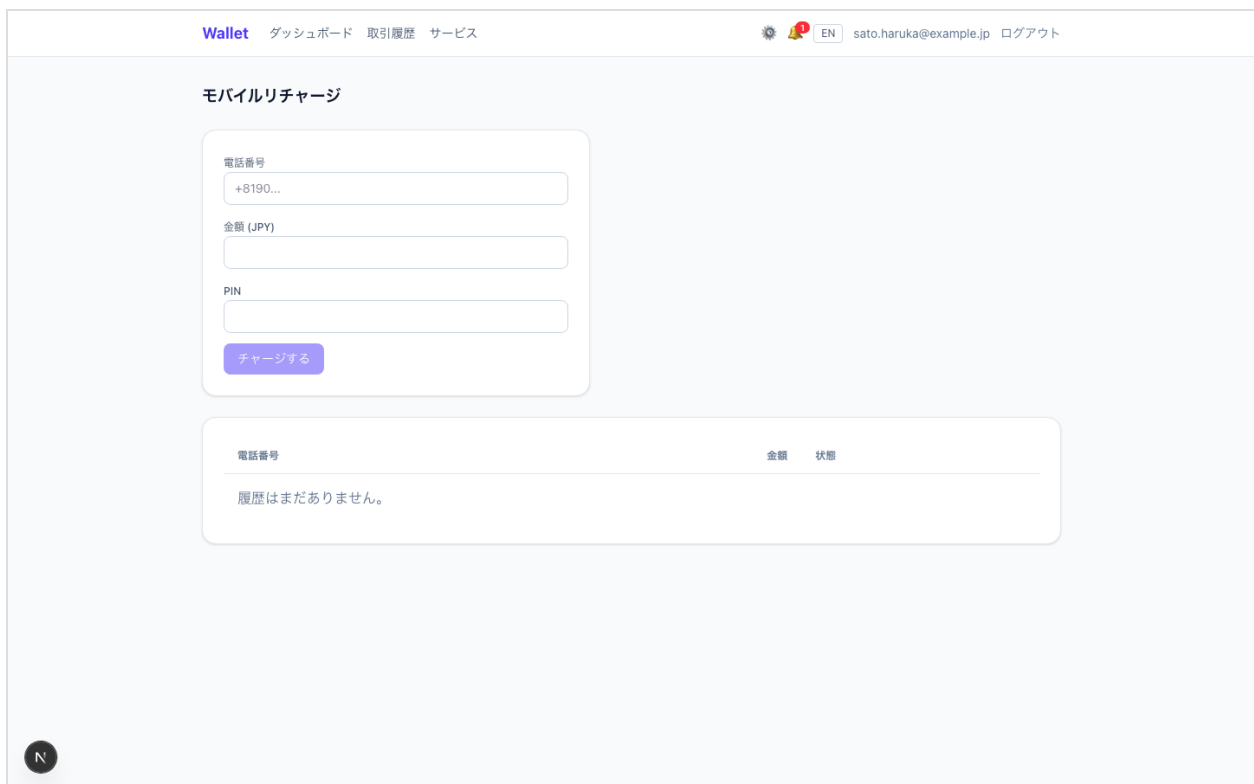 Wallet ダッシュボード 取引履歴 サービス 1 EN sato.haruka@example.jp ログアウト
モバイルリチャージ
電話番号
+8190...
金額 (JPY)
PIN
チャージする
電話番号 金額 状態
履歴はまだありません。
N